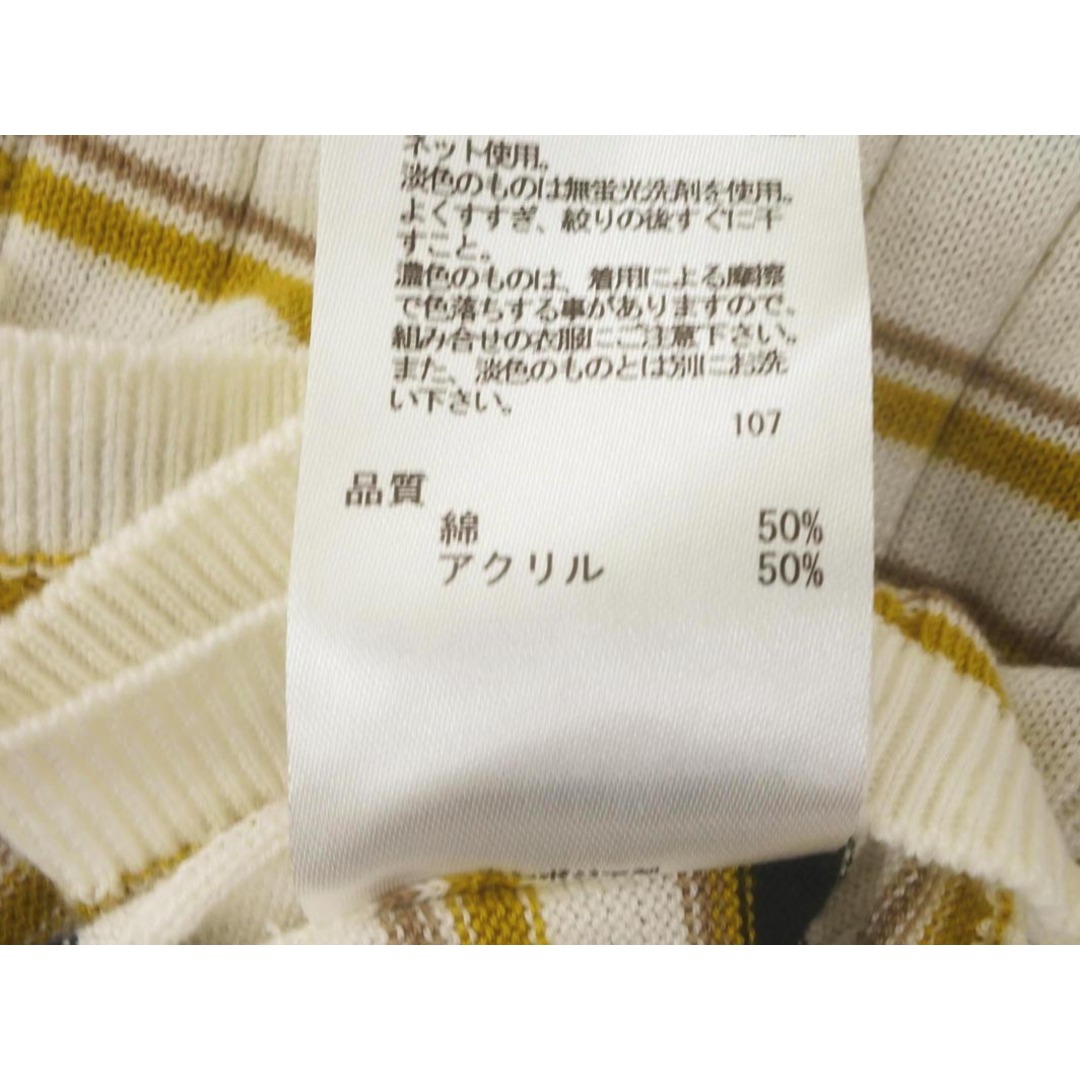 ネット使用。
淡色のものは無蛍光洗剤を使用。
よくすすぎ、絞りの後すぐに干
すこと。
濃色のものは、着用による摩擦
で色落ちする事がありますので、
組み合せの衣服にご注意下さい。
また、淡色のものとは別にお洗
い下さい。
107
品質
綿 50%
アクリル 50%